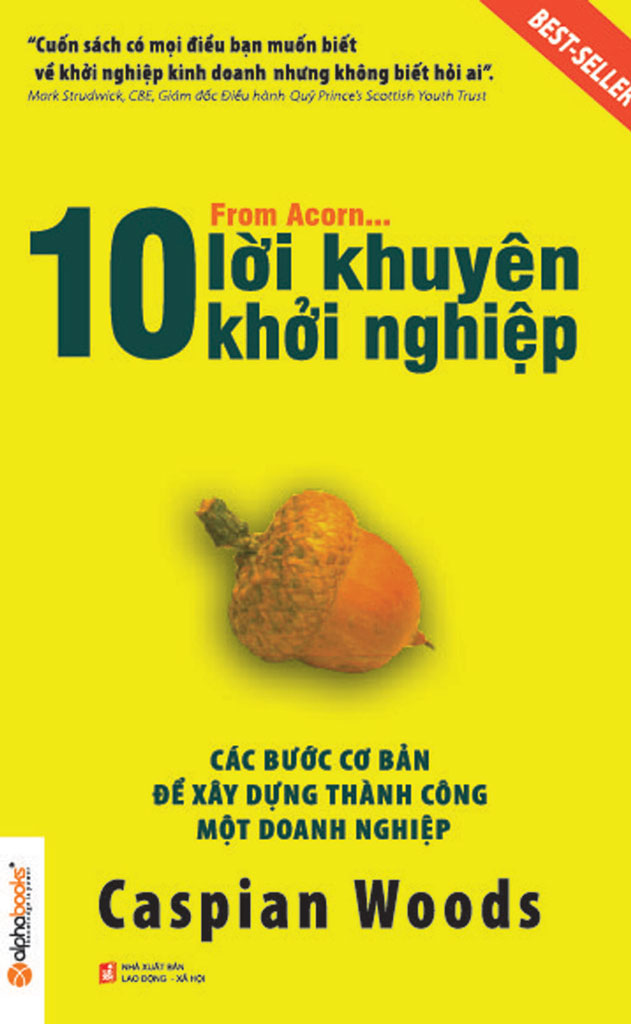 “Cuốn sách có mọi điều bạn muốn biết
về khởi nghiệp kinh doanh nhưng không biết hỏi ai”.
Mark Strudwick, CBE, Giám đốc Điều hành Quỹ Prince's Scottish Youth Trust
BEST-SELLER
From Acorn...
10 lời khuyên
khởi nghiệp
CÁC BƯỚC CƠ BẢN
ĐỂ XÂY DỰNG THÀNH CÔNG
MỘT DOANH NGHIỆP
Caspian Woods
alphabooks®
knowledge is power
NHÀ XUẤT BẢN
LAO ĐỘNG - XÃ HỘI